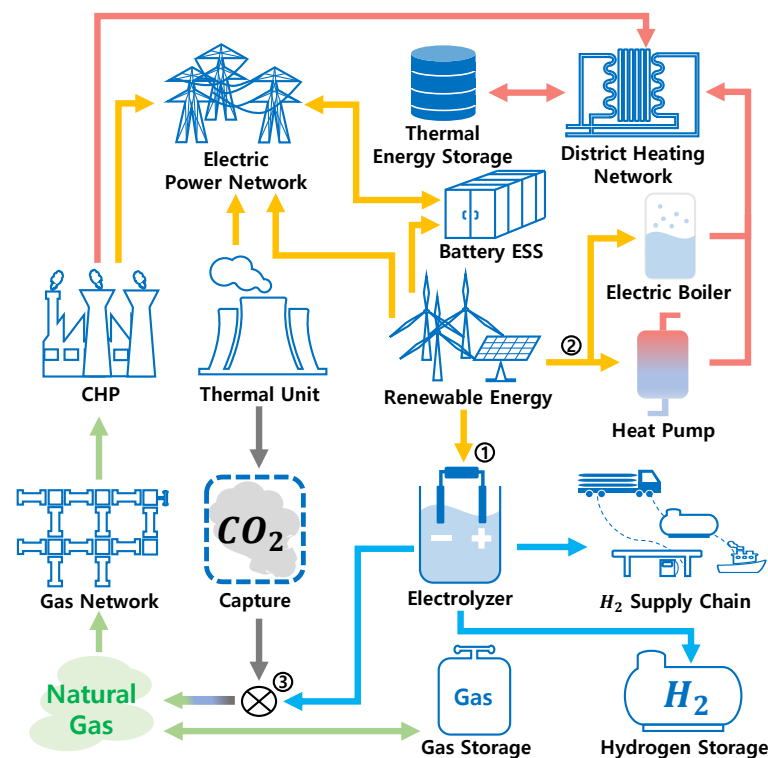 Thermal
Energy Storage
District Heating
Network
Electric
Power Network
Battery ESS
Electric Boiler
CHP
Thermal Unit
Renewable Energy
②
Heat Pump
①
CO₂
− +
Gas Network
Capture
Electrolyzer
H₂ Supply Chain
③
Natural
Gas
Gas
H₂
Gas Storage
Hydrogen Storage